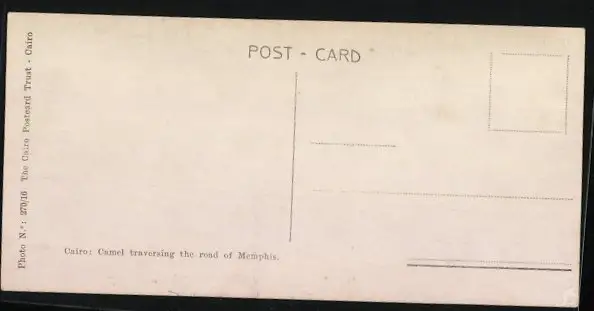 POST - CARD
Photo N.º: 270/16 The Cairo Postcard Trust - Cairo
Cairo: Camel traversing the road of Memphis.